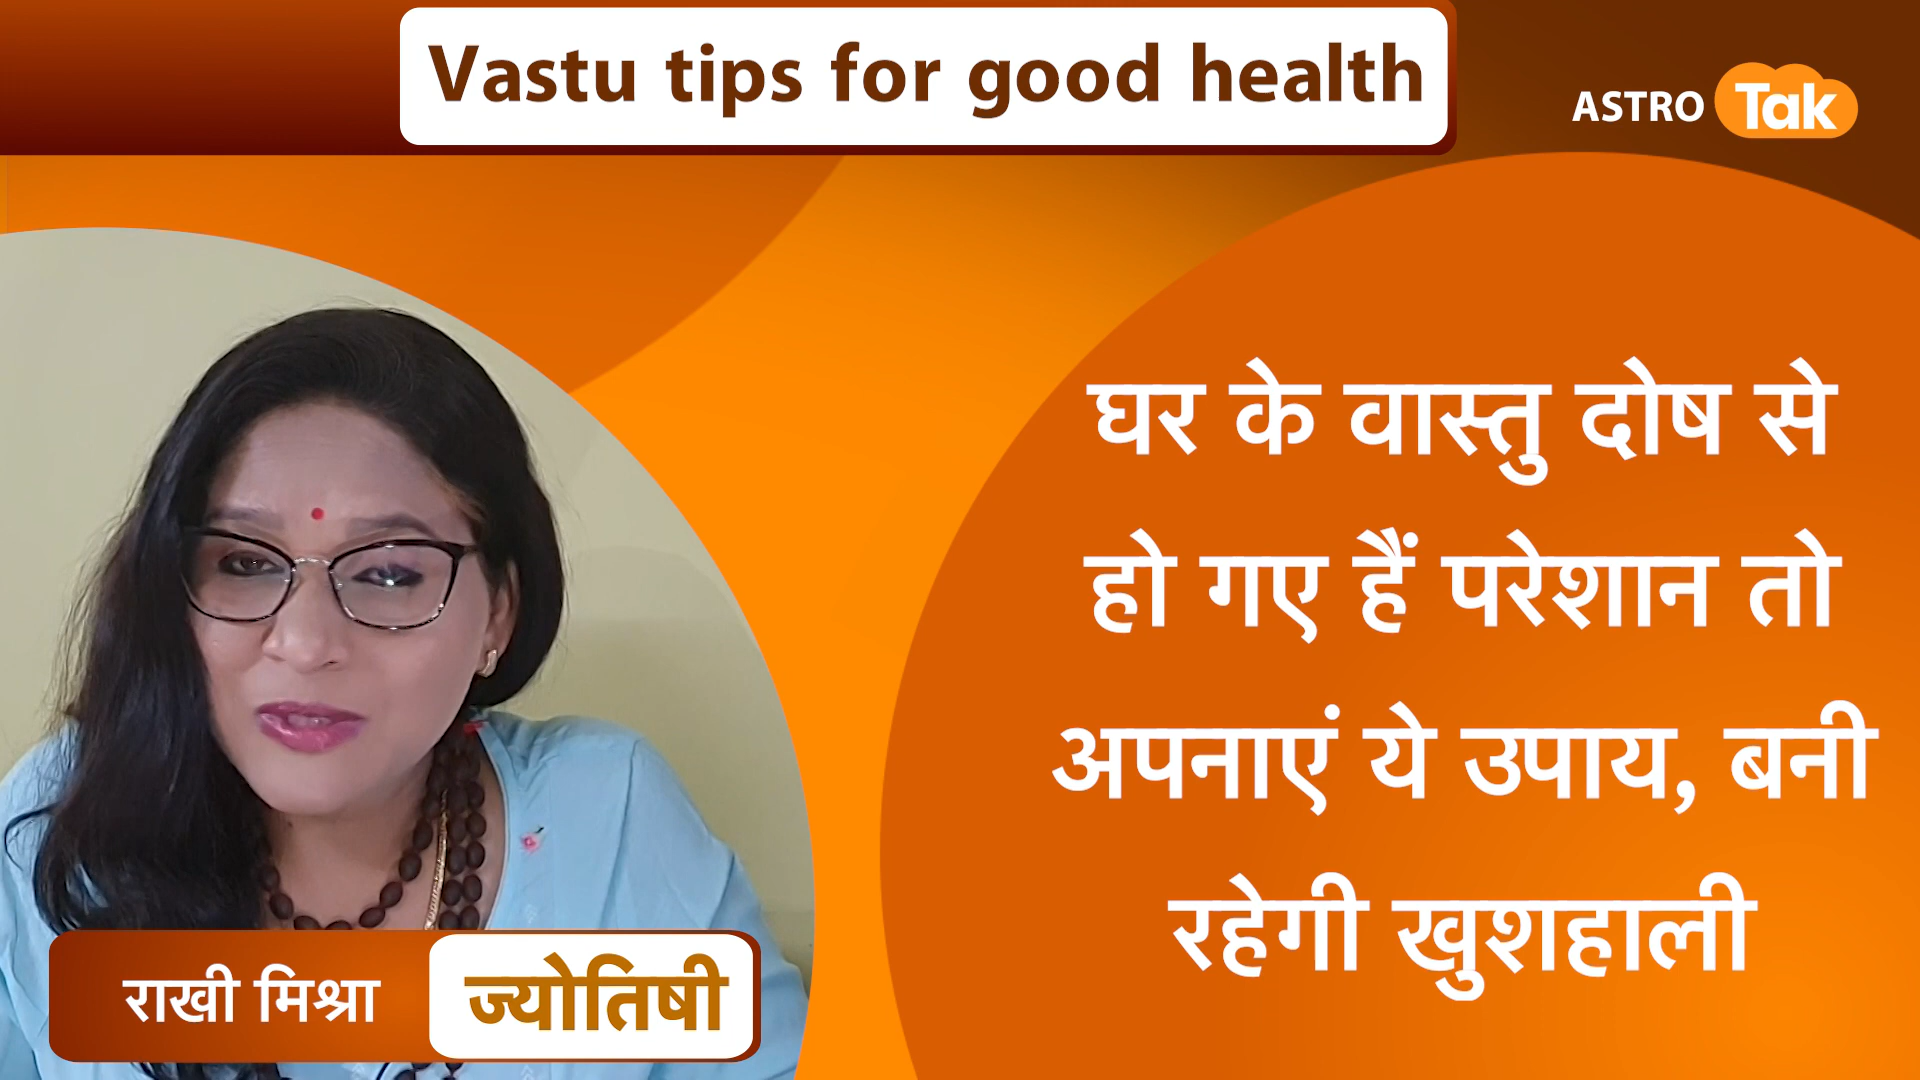 Vastu tips for good health
ASTRO Tak
घर के वास्तु दोष से
हो गए हैं परेशान तो
अपनाएं ये उपाय, बनी
रहेगी खुशहाली
राखी मिश्रा ज्योतिषी